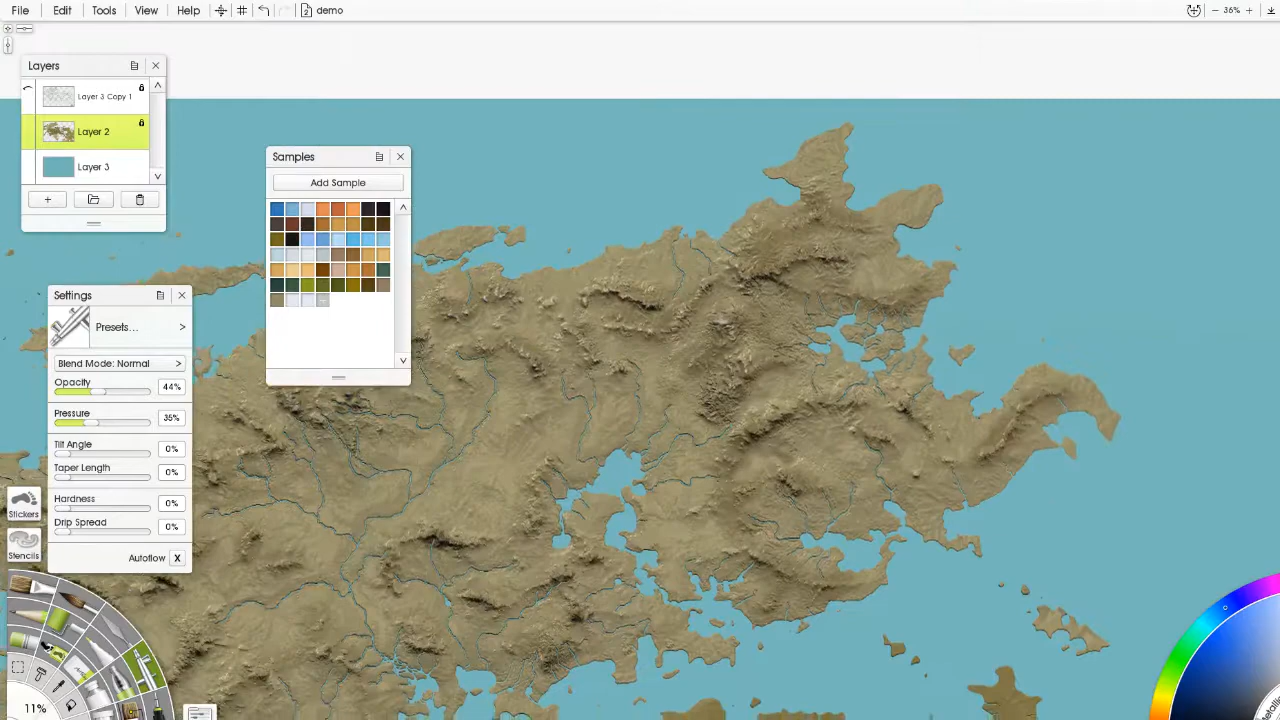 File Edit Tools View Help demo 36%
Layers
Layer 3 Copy 1
Layer 2
Layer 3
Samples
Add Sample
Settings
Presets...
Blend Mode: Normal
Opacity 44%
Pressure 35%
Tilt Angle 0%
Taper Length 0%
Hardness 0%
Drip Spread 0%
Autoflow X
Stickers
Stencils
11%